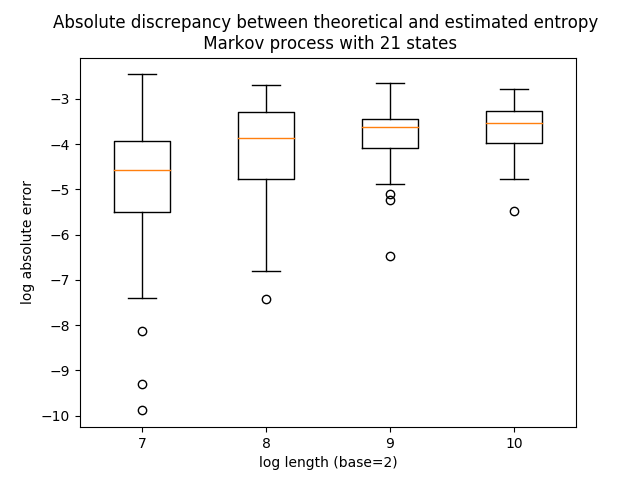 Absolute discrepancy between theoretical and estimated entropy
Markov process with 21 states
log absolute error
−3
−4
−5
−6
−7
−8
−9
−10
7 8 9 10
log length (base=2)